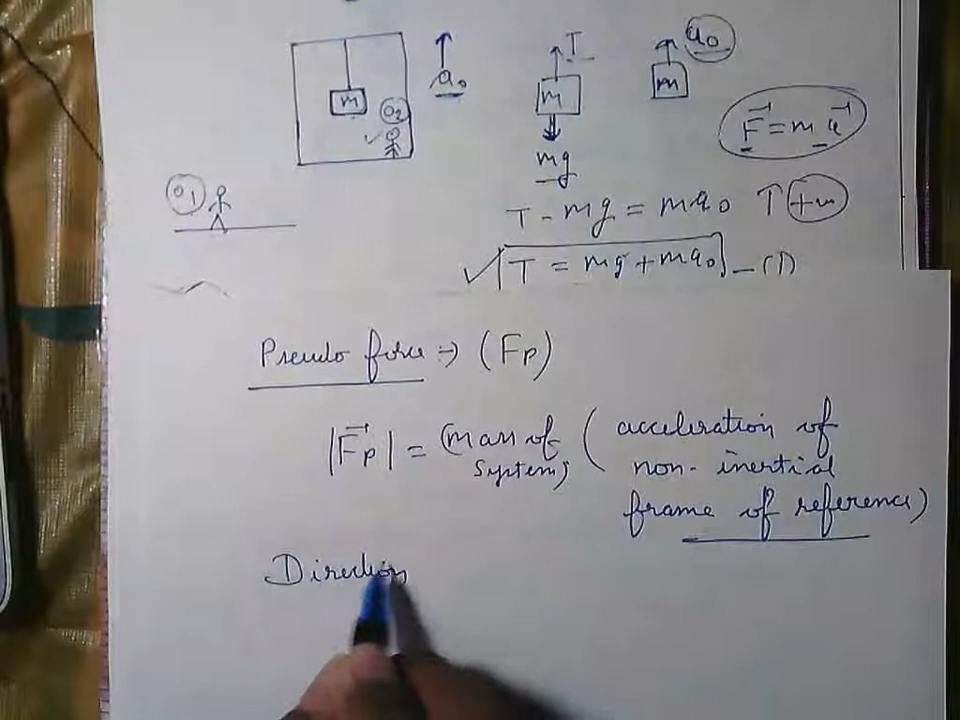 m
O2
a₀
T
m
mg
a₀
m
F⃗ = m a⃗
O1
T - mg = ma₀ ↑
T = mg + ma₀ - (1)
Pseudo force :→ (Fp)
|F⃗p| = (mass of system) (acceleration of
non-inertial
frame of reference)
Direction